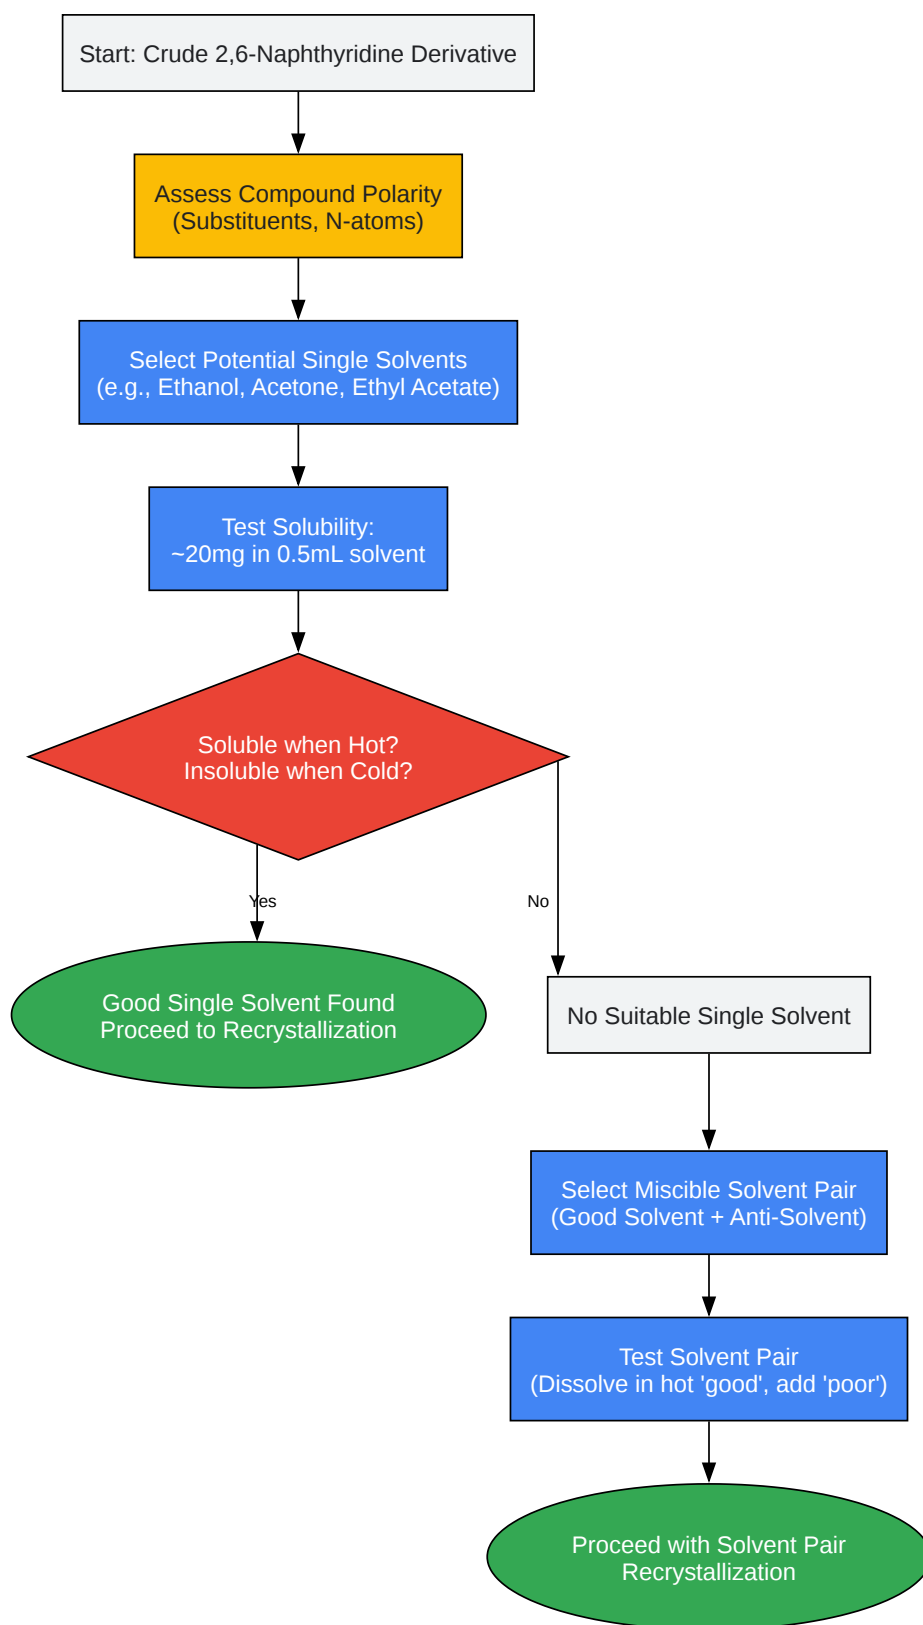 Start: Crude 2,6-Naphthyridine Derivative
Assess Compound Polarity
(Substituents, N-atoms)
Select Potential Single Solvents
(e.g., Ethanol, Acetone, Ethyl Acetate)
Test Solubility:
~20mg in 0.5mL solvent
Soluble when Hot?
Insoluble when Cold?
Yes
No
Good Single Solvent Found
Proceed to Recrystallization
No Suitable Single Solvent
Select Miscible Solvent Pair
(Good Solvent + Anti-Solvent)
Test Solvent Pair
(Dissolve in hot 'good', add 'poor')
Proceed with Solvent Pair
Recrystallization